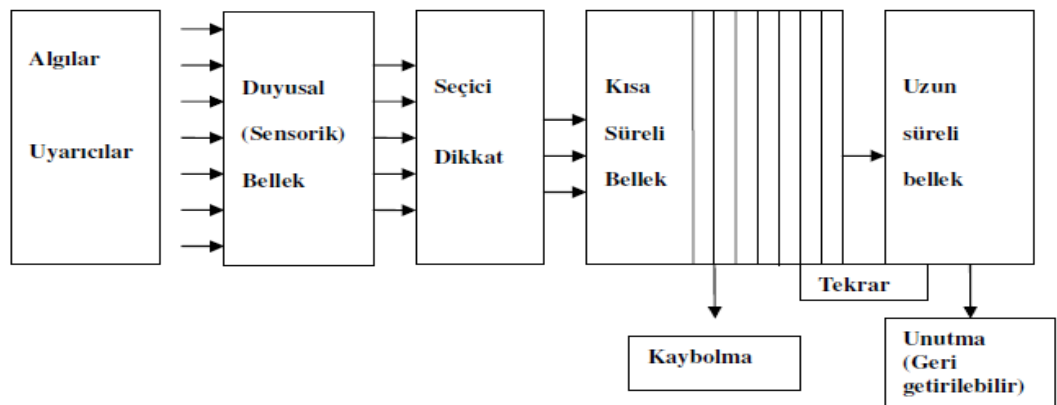 Algılar
Uyarıcılar
Duyusal
(Sensorik)
Bellek
Seçici
Dikkat
Kısa
Süreli
Bellek
Uzun
süreli
bellek
Tekrar
Kaybolma
Unutma
(Geri
getirilebilir)